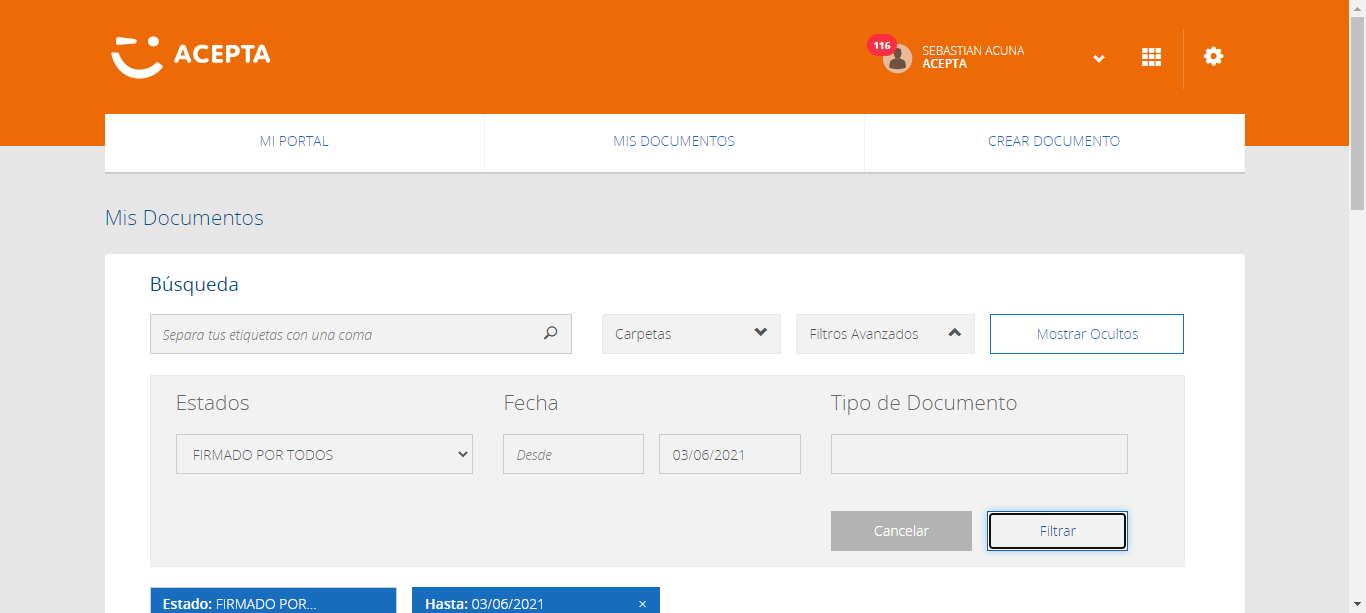 ACEPTA
116
SEBASTIAN ACUNA
ACEPTA
MI PORTAL
MIS DOCUMENTOS
CREAR DOCUMENTO
Mis Documentos
Búsqueda
Separa tus etiquetas con una coma
Carpetas
Filtros Avanzados
Mostrar Ocultos
Estados
Fecha
Tipo de Documento
FIRMADO POR TODOS
Desde
03/06/2021
Cancelar
Filtrar
Estado: FIRMADO POR...
Hasta: 03/06/2021 ×